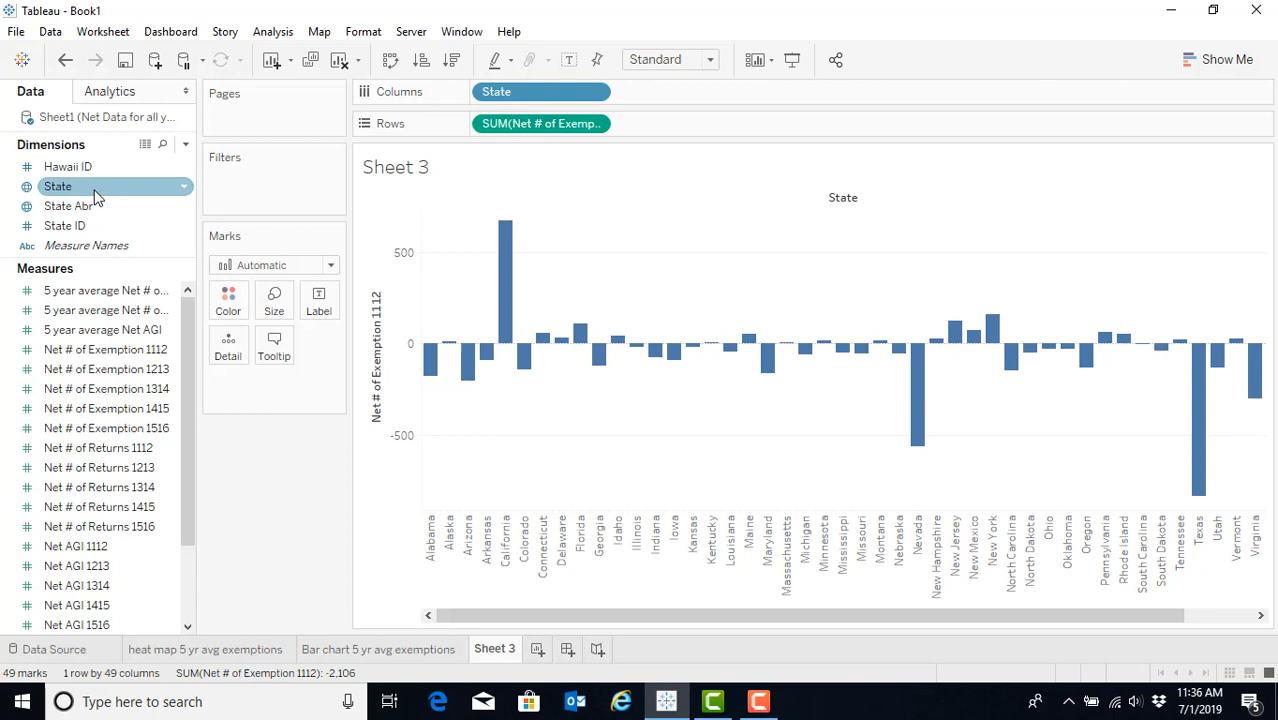 Tableau - Book1
File Data Worksheet Dashboard Story Analysis Map Format Server Window Help
Standard
Show Me
Data Analytics
Sheet1 (Net Data for all y...
Dimensions
Hawaii ID
State
State Abr
State ID
Abc Measure Names
Measures
5 year average Net # o...
5 year average Net # o...
5 year average Net AGI
Net # of Exemption 1112
Net # of Exemption 1213
Net # of Exemption 1314
Net # of Exemption 1415
Net # of Exemption 1516
Net # of Returns 1112
Net # of Returns 1213
Net # of Returns 1314
Net # of Returns 1415
Net # of Returns 1516
Net AGI 1112
Net AGI 1213
Net AGI 1314
Net AGI 1415
Net AGI 1516
Pages
Filters
Marks
Automatic
Color Size Label
Detail Tooltip
Columns State
Rows SUM(Net # of Exemp..
Sheet 3
State
Net # of Exemption 1112
500
0
-500
Alabama
Alaska
Arizona
Arkansas
California
Colorado
Connecticut
Delaware
Florida
Georgia
Idaho
Illinois
Indiana
Iowa
Kansas
Kentucky
Louisiana
Maine
Maryland
Massachusetts
Michigan
Minnesota
Mississippi
Missouri
Montana
Nebraska
Nevada
New Hampshire
New Jersey
New Mexico
New York
North Carolina
North Dakota
Ohio
Oklahoma
Oregon
Pennsylvania
Rhode Island
South Carolina
South Dakota
Tennessee
Texas
Utah
Vermont
Virginia
Data Source heat map 5 yr avg exemptions Bar chart 5 yr avg exemptions Sheet 3
49 marks 1 row by 49 columns SUM(Net # of Exemption 1112): -2,106
Type here to search
11:36 AM
7/1/2019
5